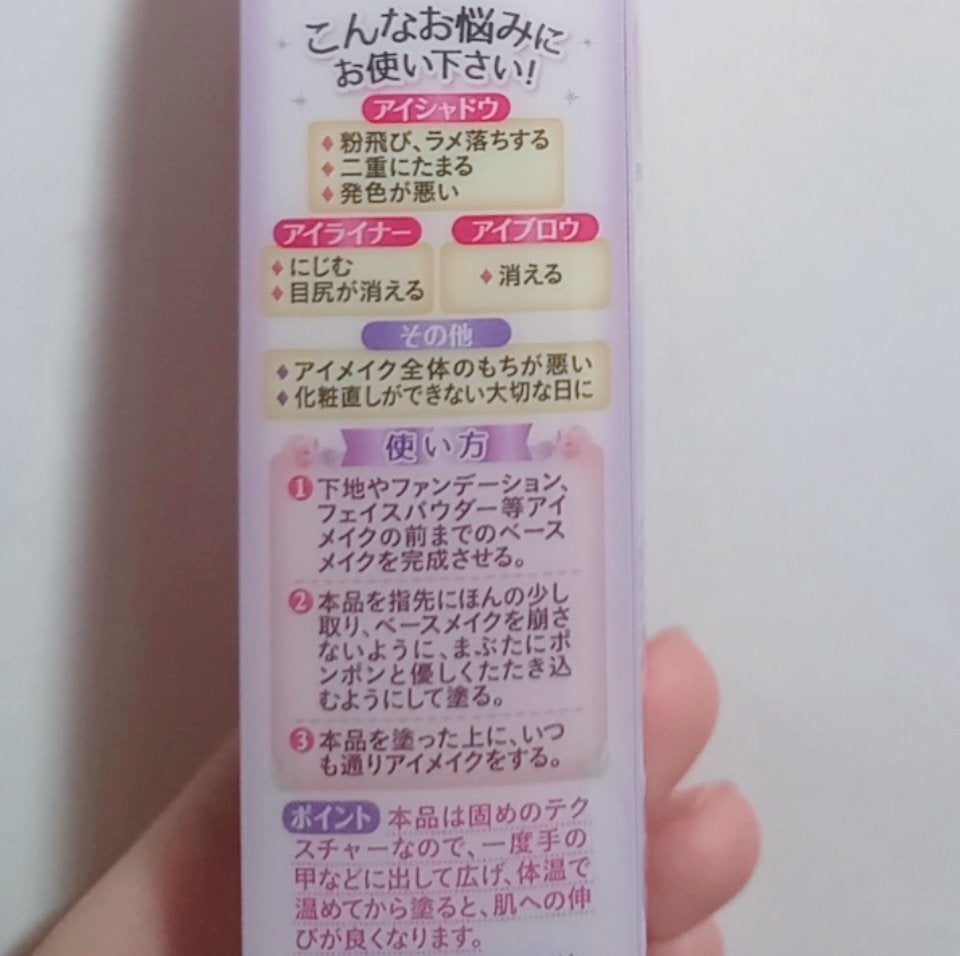 こんなお悩みに
お使い下さい!
アイシャドウ
♦粉飛び、ラメ落ちする
♦二重にたまる
♦発色が悪い
アイライナー
♦にじむ
♦目尻が消える
アイブロウ
♦消える
その他
♦アイメイク全体のもちが悪い
♦化粧直しができない大切な日に
使い方
1 下地やファンデーション、
フェイスパウダー等アイ
メイクの前までのベース
メイクを完成させる。
2 本品を指先にほんの少し
取り、ベースメイクを崩さ
ないように、まぶたにポ
ンポンと優しくたたき込
むようにして塗る。
3 本品を塗った上に、いつ
も通りアイメイクをする。
ポイント 本品は固めのテク
スチャーなので、一度手の
甲などに出して広げ、体温で
温めてから塗ると、肌への伸
びが良くなります。